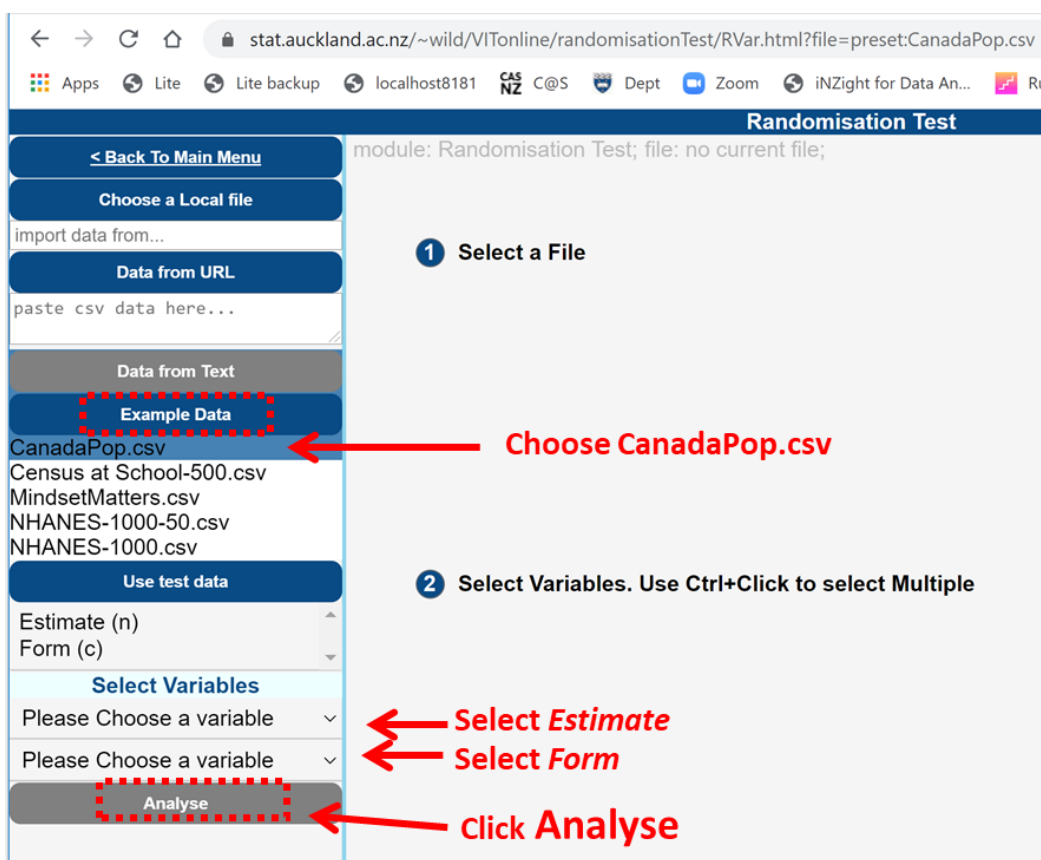 stat.auckland.ac.nz/~wild/VITonline/randomisationTest/RVar.html?file=preset:CanadaPop.csv
Apps Lite Lite backup localhost8181 CAS NZ C@S Dept Zoom iNZight for Data An... Ru
Randomisation Test
< Back To Main Menu
module: Randomisation Test; file: no current file;
Choose a Local file
import data from...
1 Select a File
Data from URL
paste csv data here...
Data from Text
Example Data
CanadaPop.csv
Choose CanadaPop.csv
Census at School-500.csv
MindsetMatters.csv
NHANES-1000-50.csv
NHANES-1000.csv
Use test data
2 Select Variables. Use Ctrl+Click to select Multiple
Estimate (n)
Form (c)
Select Variables
Please Choose a variable
Select Estimate
Please Choose a variable
Select Form
Analyse
Click Analyse